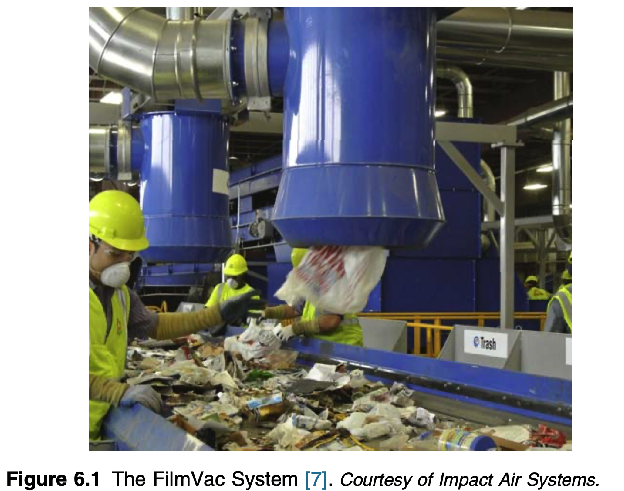 Trash
Figure 6.1 The FilmVac System [7]. Courtesy of Impact Air Systems.